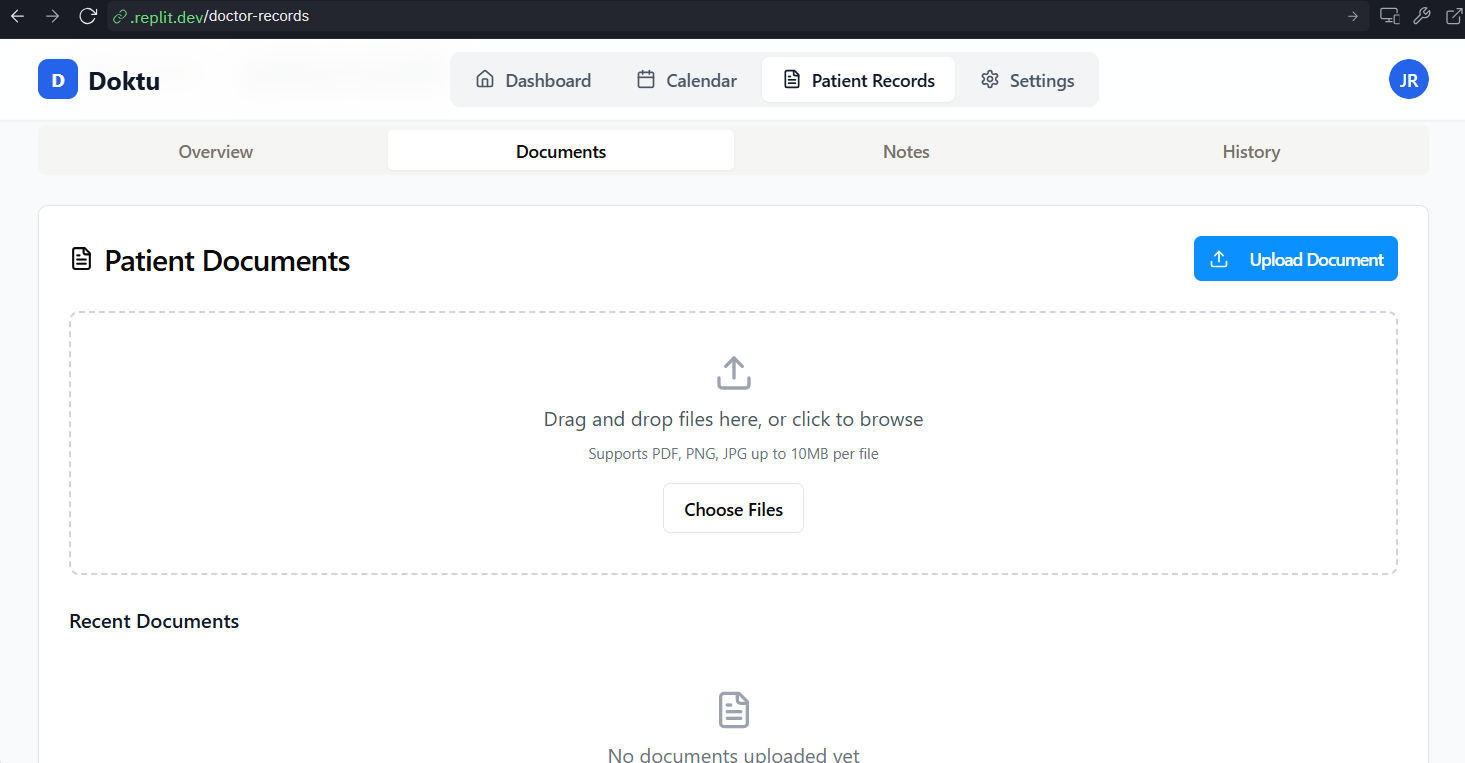 .replit.dev/doctor-records
D Doktu Dashboard Calendar Patient Records Settings JR
Overview Documents Notes History
Patient Documents Upload Document
Drag and drop files here, or click to browse
Supports PDF, PNG, JPG up to 10MB per file
Choose Files
Recent Documents
No documents uploaded yet